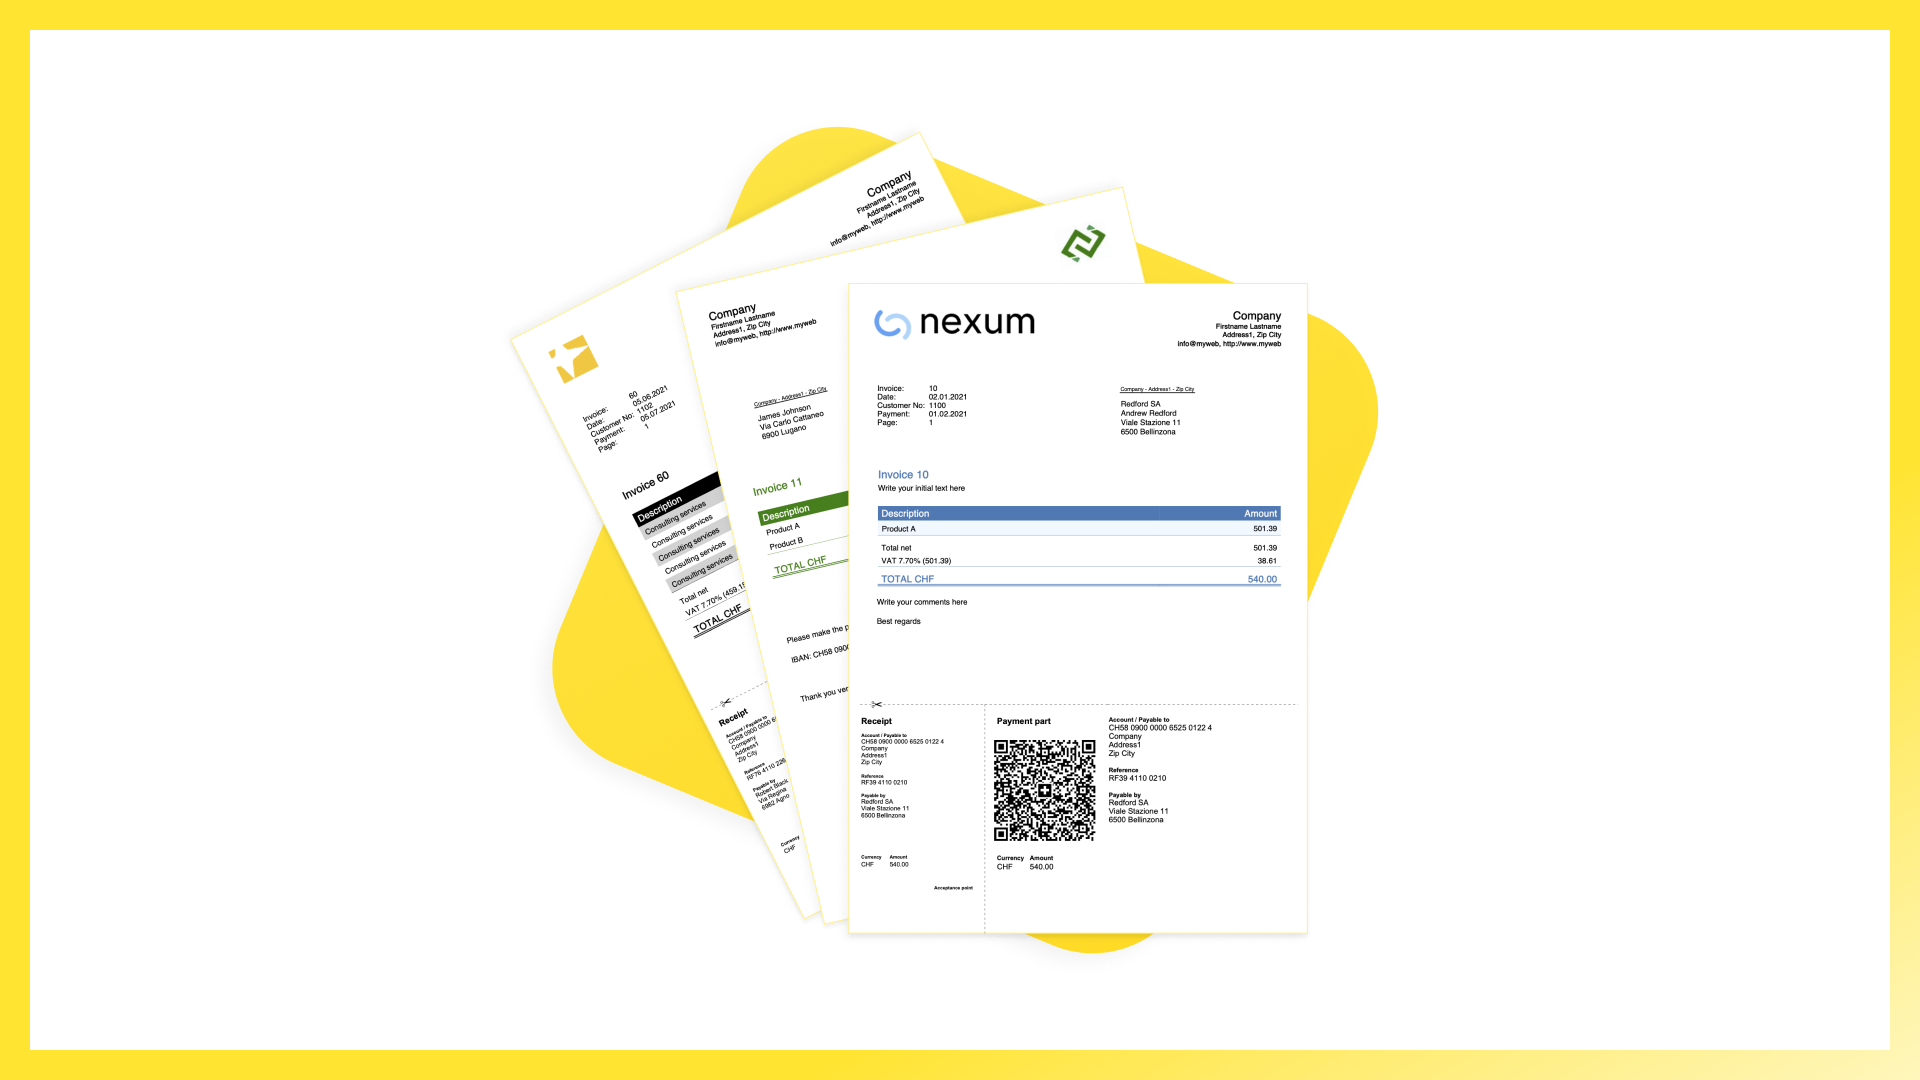 Company
Firstname Lastname
Address1, Zip City
info@myweb, http://www.myweb
Invoice: 60
Date: 05.06.2021
Customer No: 1102
Payment: 05.07.2021
Page: 1
Invoice 60
Description
Consulting services
Consulting services
Consulting services
Consulting services
Consulting services
Total net
VAT 7.70% (459.15
TOTAL CHF
Receipt
Account / Payable to
CH58 0900 0000 6
Company
Address1
Zip City
Reference
RF76 4110 226
Payable by
Robert Black
Via Regina
6982 Agno
Currency
CHF
Company
Firstname Lastname
Address1, Zip City
info@myweb, http://www.myweb
Company - Address1 - Zip City
James Johnson
Via Carlo Cattaneo
6900 Lugano
Invoice 11
Description
Product A
Product B
TOTAL CHF
Please make the p
IBAN: CH58 090
Thank you ver
nexum
Company
Firstname Lastname
Address1, Zip City
info@myweb, http://www.myweb
Invoice: 10
Date: 02.01.2021
Customer No: 1100
Payment: 01.02.2021
Page: 1
Company - Address1 - Zip City
Redford SA
Andrew Redford
Viale Stazione 11
6500 Bellinzona
Invoice 10
Write your initial text here
Description Amount
Product A 501.39
Total net 501.39
VAT 7.70% (501.39) 38.61
TOTAL CHF 540.00
Write your comments here
Best regards
Receipt
Account / Payable to
CH58 0900 0000 6525 0122 4
Company
Address1
Zip City
Reference
RF39 4110 0210
Payable by
Redford SA
Viale Stazione 11
6500 Bellinzona
Currency Amount
CHF 540.00
Acceptance point
Payment part
Currency Amount
CHF 540.00
Account / Payable to
CH58 0900 0000 6525 0122 4
Company
Address1
Zip City
Reference
RF39 4110 0210
Payable by
Redford SA
Viale Stazione 11
6500 Bellinzona